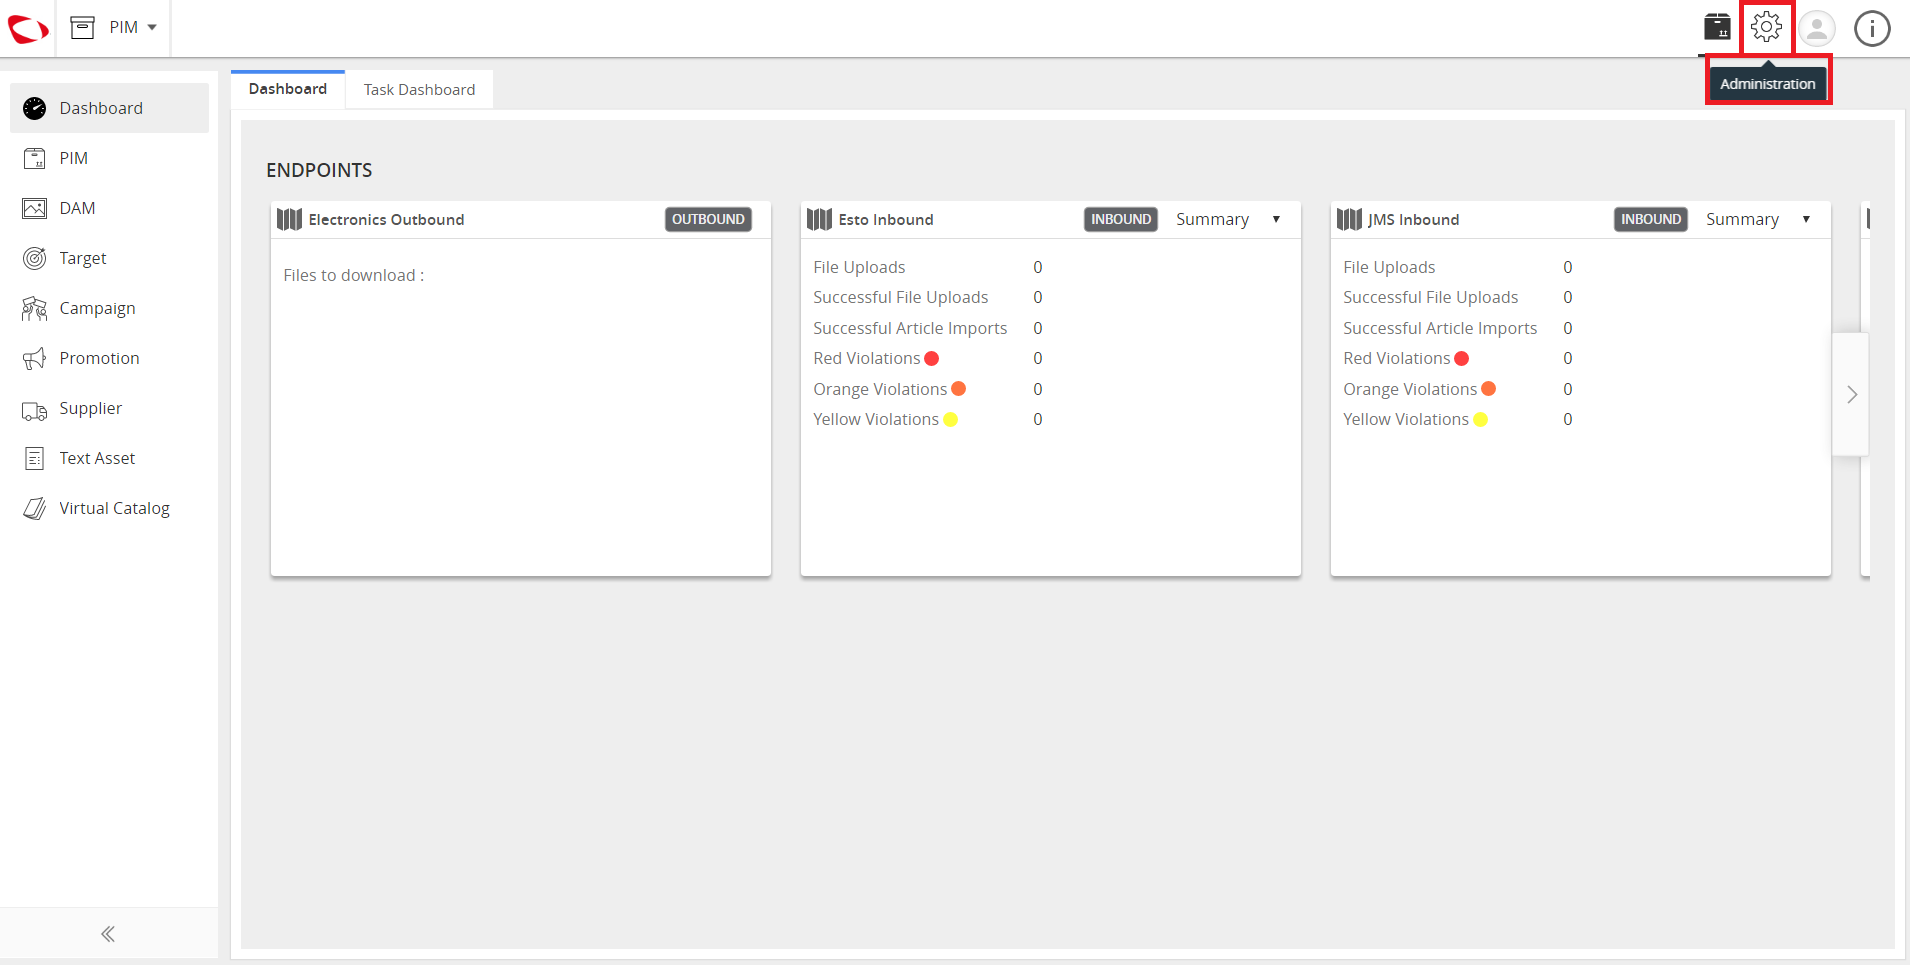 PIM
Administration
Dashboard
PIM
DAM
Target
Campaign
Promotion
Supplier
Text Asset
Virtual Catalog
Dashboard Task Dashboard
ENDPOINTS
Electronics Outbound OUTBOUND
Files to download :
Esto Inbound INBOUND Summary
File Uploads 0
Successful File Uploads 0
Successful Article Imports 0
Red Violations 0
Orange Violations 0
Yellow Violations 0
JMS Inbound INBOUND Summary
File Uploads 0
Successful File Uploads 0
Successful Article Imports 0
Red Violations 0
Orange Violations 0
Yellow Violations 0